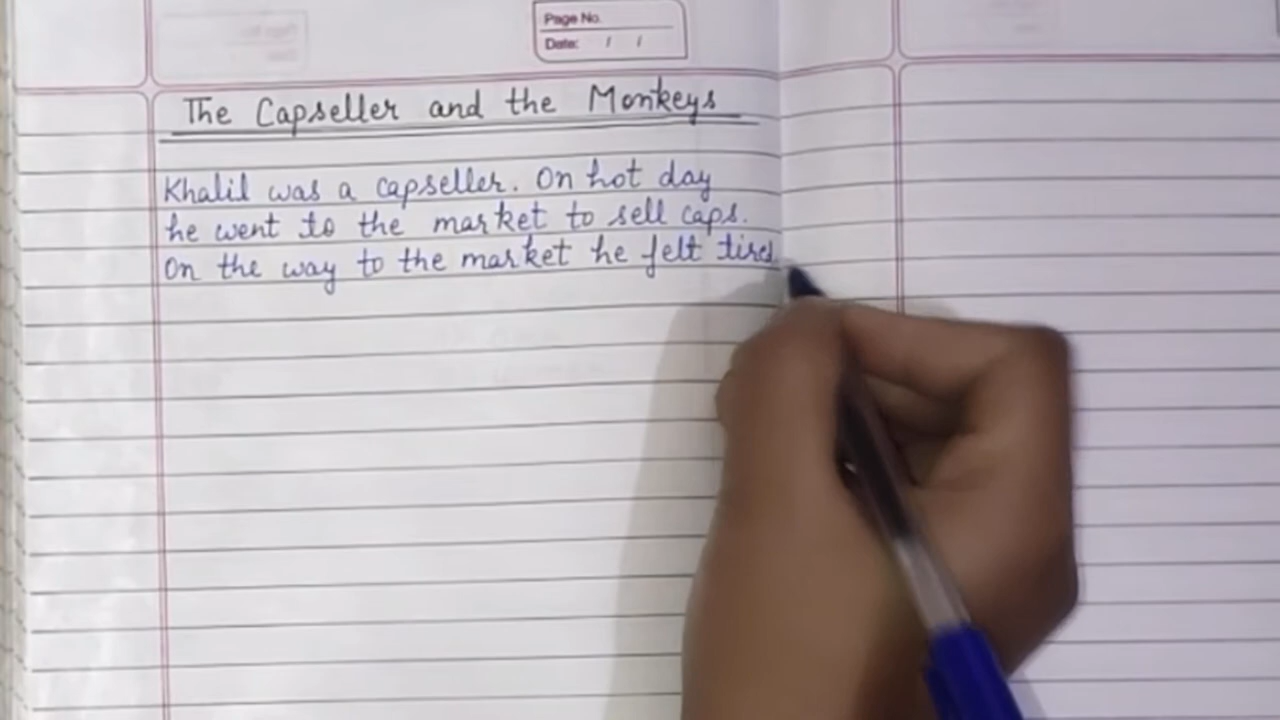 Page No.
Date: / /
The Capseller and the Monkeys
Khalil was a capseller. On hot day
he went to the market to sell caps.
On the way to the market he felt tired